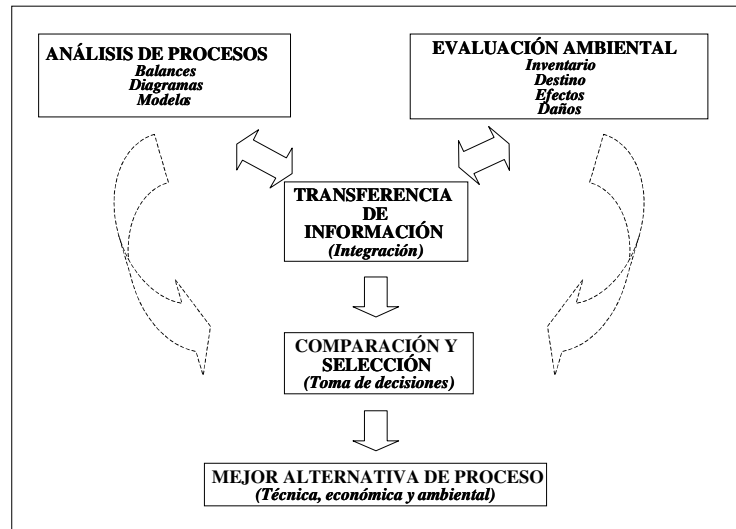 ANÁLISIS DE PROCESOS
Balances
Diagramas
Modelos
EVALUACIÓN AMBIENTAL
Inventario
Destino
Efectos
Daños
TRANSFERENCIA
DE
INFORMACIÓN
(Integración)
COMPARACIÓN Y
SELECCIÓN
(Toma de decisiones)
MEJOR ALTERNATIVA DE PROCESO
(Técnica, económica y ambiental)